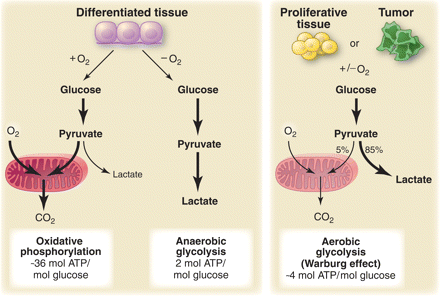 Differentiated tissue
+O₂
−O₂
Glucose
Glucose
O₂
Pyruvate
Pyruvate
Lactate
Lactate
CO₂
Oxidative
phosphorylation
~36 mol ATP/
mol glucose
Anaerobic
glycolysis
2 mol ATP/
mol glucose
Proliferative
tissue
or
Tumor
+/−O₂
Glucose
O₂
Pyruvate
5%
85%
Lactate
CO₂
Aerobic
glycolysis
(Warburg effect)
~4 mol ATP/mol glucose